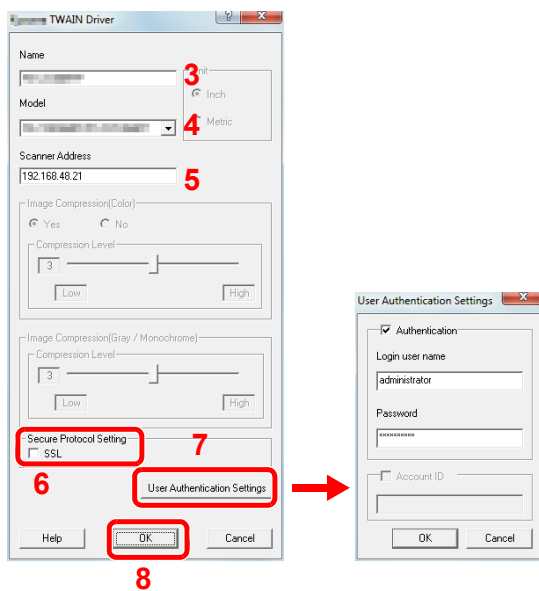 TWAIN Driver
Name
3
Unit
Inch
Model
4
Metric
Scanner Address
192.168.48.21
5
Image Compression(Color)
Yes No
Compression Level
3
Low High
Image Compression(Gray / Monochrome)
Compression Level
3
Low High
Secure Protocol Setting
SSL
7
6
User Authentication Settings
Help OK Cancel
8
User Authentication Settings
Authentication
Login user name
administrator
Password
××××××××××
Account ID
OK Cancel